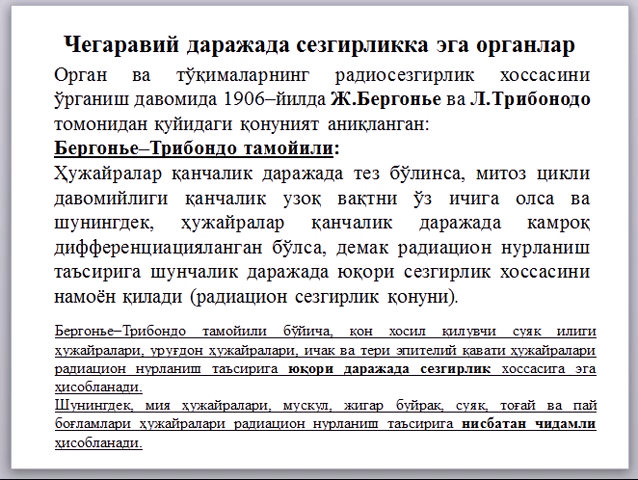 Чегаравий даражада сезгирликка эга органлар
Орган ва тўқималарнинг радиосезгирлик хоссасини
ўрганиш давомида 1906–йилда Ж.Бергонье ва Л.Трибонодо
томонидан қуйидаги қонуният аниқланган:
Бергонье–Трибондо тамойили:
Ҳужайралар қанчалик даражада тез бўлинса, митоз цикли
давомийлиги қанчалик узоқ вақтни ўз ичига олса ва
шунингдек, ҳужайралар қанчалик даражада камроқ
дифференциацияланган бўлса, демак радиацион нурланиш
таъсирига шунчалик даражада юқори сезгирлик хоссасини
намоён қилади (радиацион сезгирлик қонуни).
Бергонье–Трибондо тамойили бўйича, қон хосил қилувчи суяк илиги
ҳужайралари, уруғдон ҳужайралари, ичак ва тери эпителий қавати ҳужайралари
радиацион нурланиш таъсирига юқори даражада сезгирлик хоссасига эга
ҳисобланади.
Шунингдек, мия ҳужайралари, мускул, жигар буйрак, суяк, тоғай ва пай
боғламлари ҳужайралари радиацион нурланиш таъсирига нисбатан чидамли
ҳисобланади.